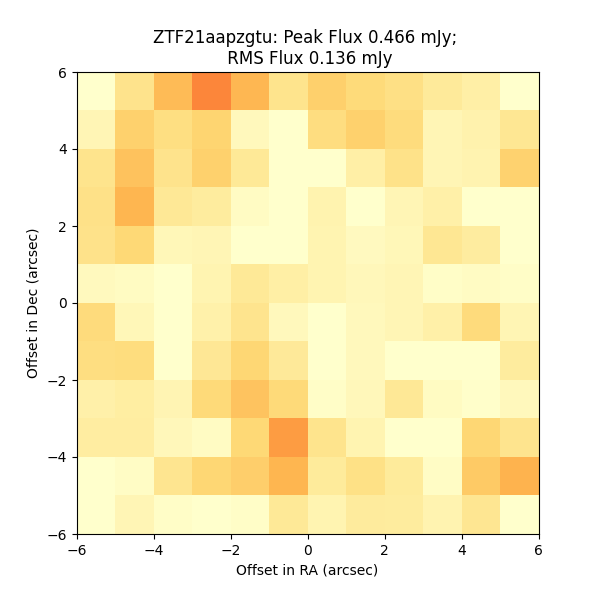 ZTF21aapzgtu: Peak Flux 0.466 mJy;
RMS Flux 0.136 mJy
6
4
2
0
−2
−4
−6
Offset in Dec (arcsec)
−6 −4 −2 0 2 4 6
Offset in RA (arcsec)